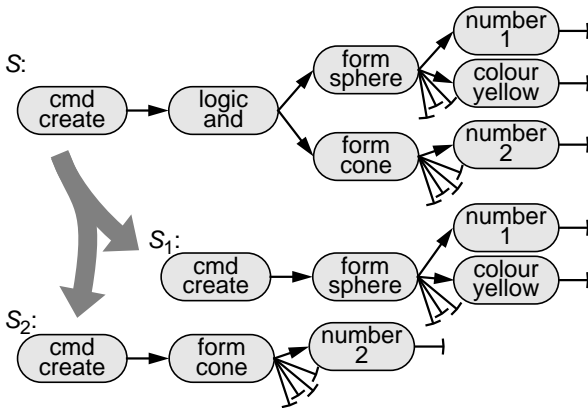 S:
cmd
create
logic
and
form
sphere
number
1
colour
yellow
form
cone
number
2
S1:
cmd
create
form
sphere
number
1
colour
yellow
S2:
cmd
create
form
cone
number
2